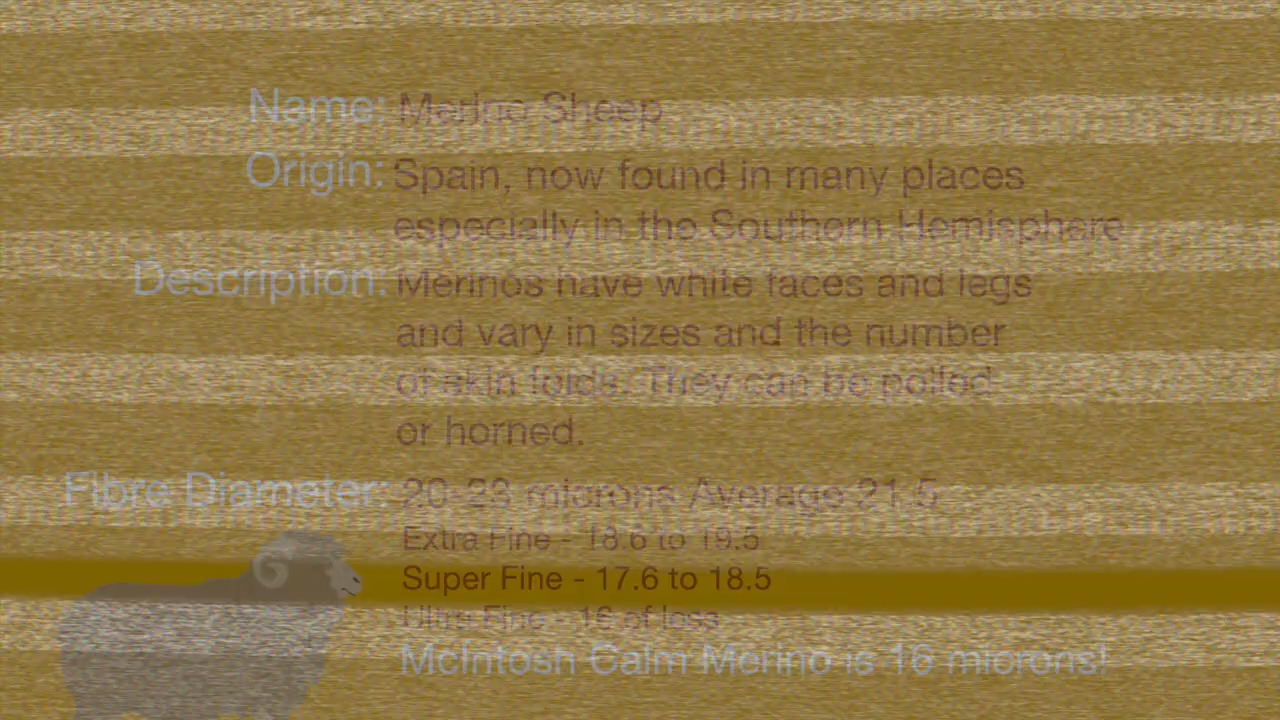 Name: Merino Sheep
Origin: Spain, now found in many places
especially in the Southern Hemisphere
Description: Merinos have white faces and legs
and vary in sizes and the number
of skin folds. They can be polled
or horned.
Fibre Diameter: 20-23 microns Average 21.5
Extra Fine - 18.6 to 19.5
Super Fine - 17.6 to 18.5
Ultra Fine - 16 of less
McIntosh Calm Merino is 16 microns!